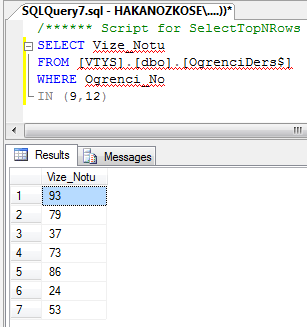 SQLQuery7.sql - HAKANOZKOSE\....))*
/****** Script for SelectTopNRows
SELECT Vize_Notu
FROM [VTYS].[dbo].[OgrenciDers$]
WHERE Ogrenci_No
IN (9,12)
Results Messages
Vize_Notu
1 93
2 79
3 37
4 73
5 86
6 24
7 53